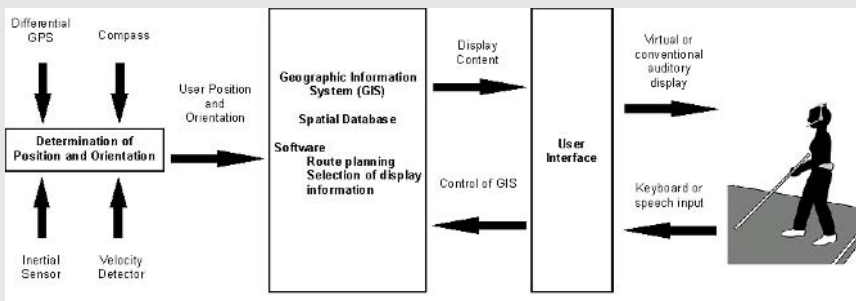 Differential
GPS
Compass
Determination of
Position and Orientation
Inertial
Sensor
Velocity
Detector
User Position
and
Orientation
Geographic Information
System (GIS)
Spatial Database
Software
Route planning
Selection of display
information
Display
Content
Control of GIS
User
Interface
Virtual or
conventional
auditory
display
Keyboard or
speech input